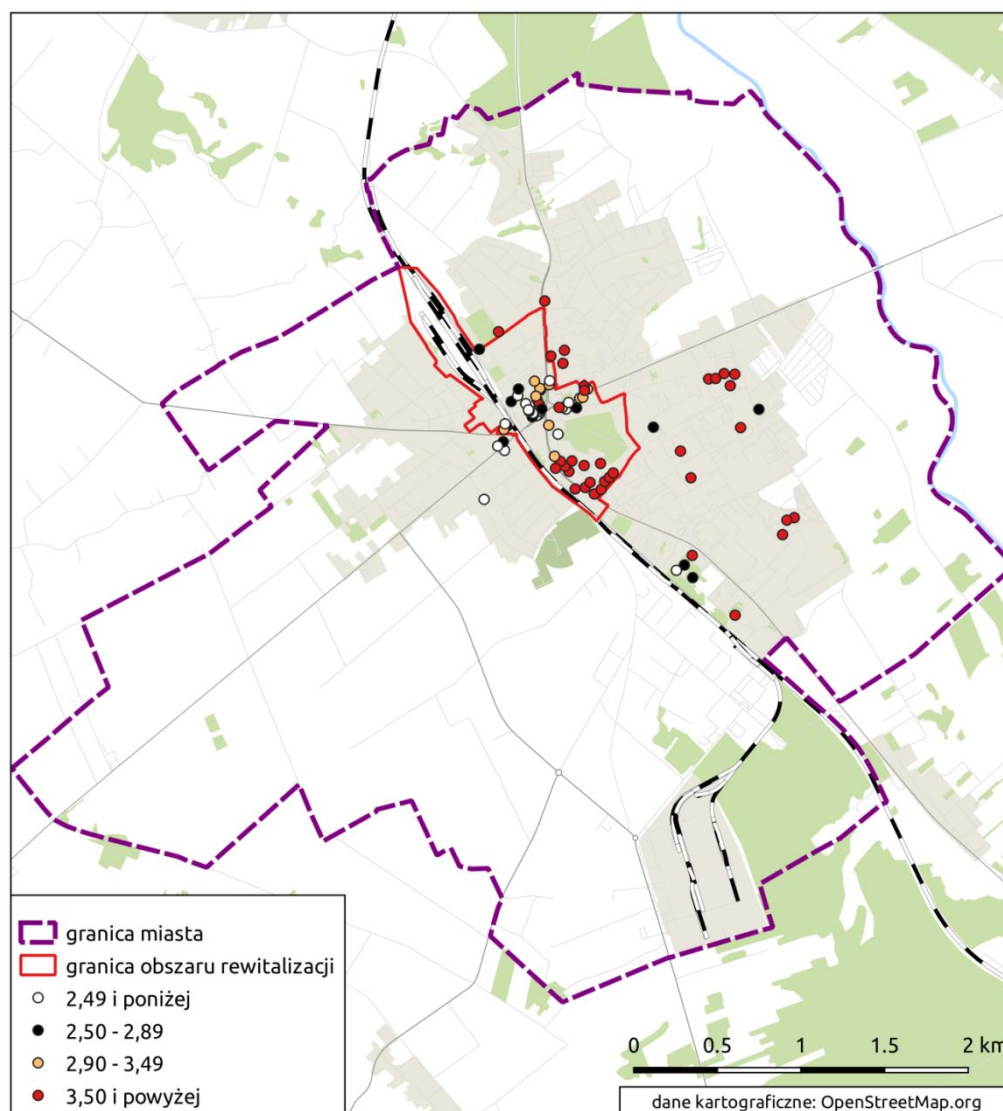 granica miasta
granica obszaru rewitalizacji
2,49 i poniżej
2,50 - 2,89
2,90 - 3,49
3,50 i powyżej
0 0.5 1 1.5 2 km
dane kartograficzne: OpenStreetMap.org